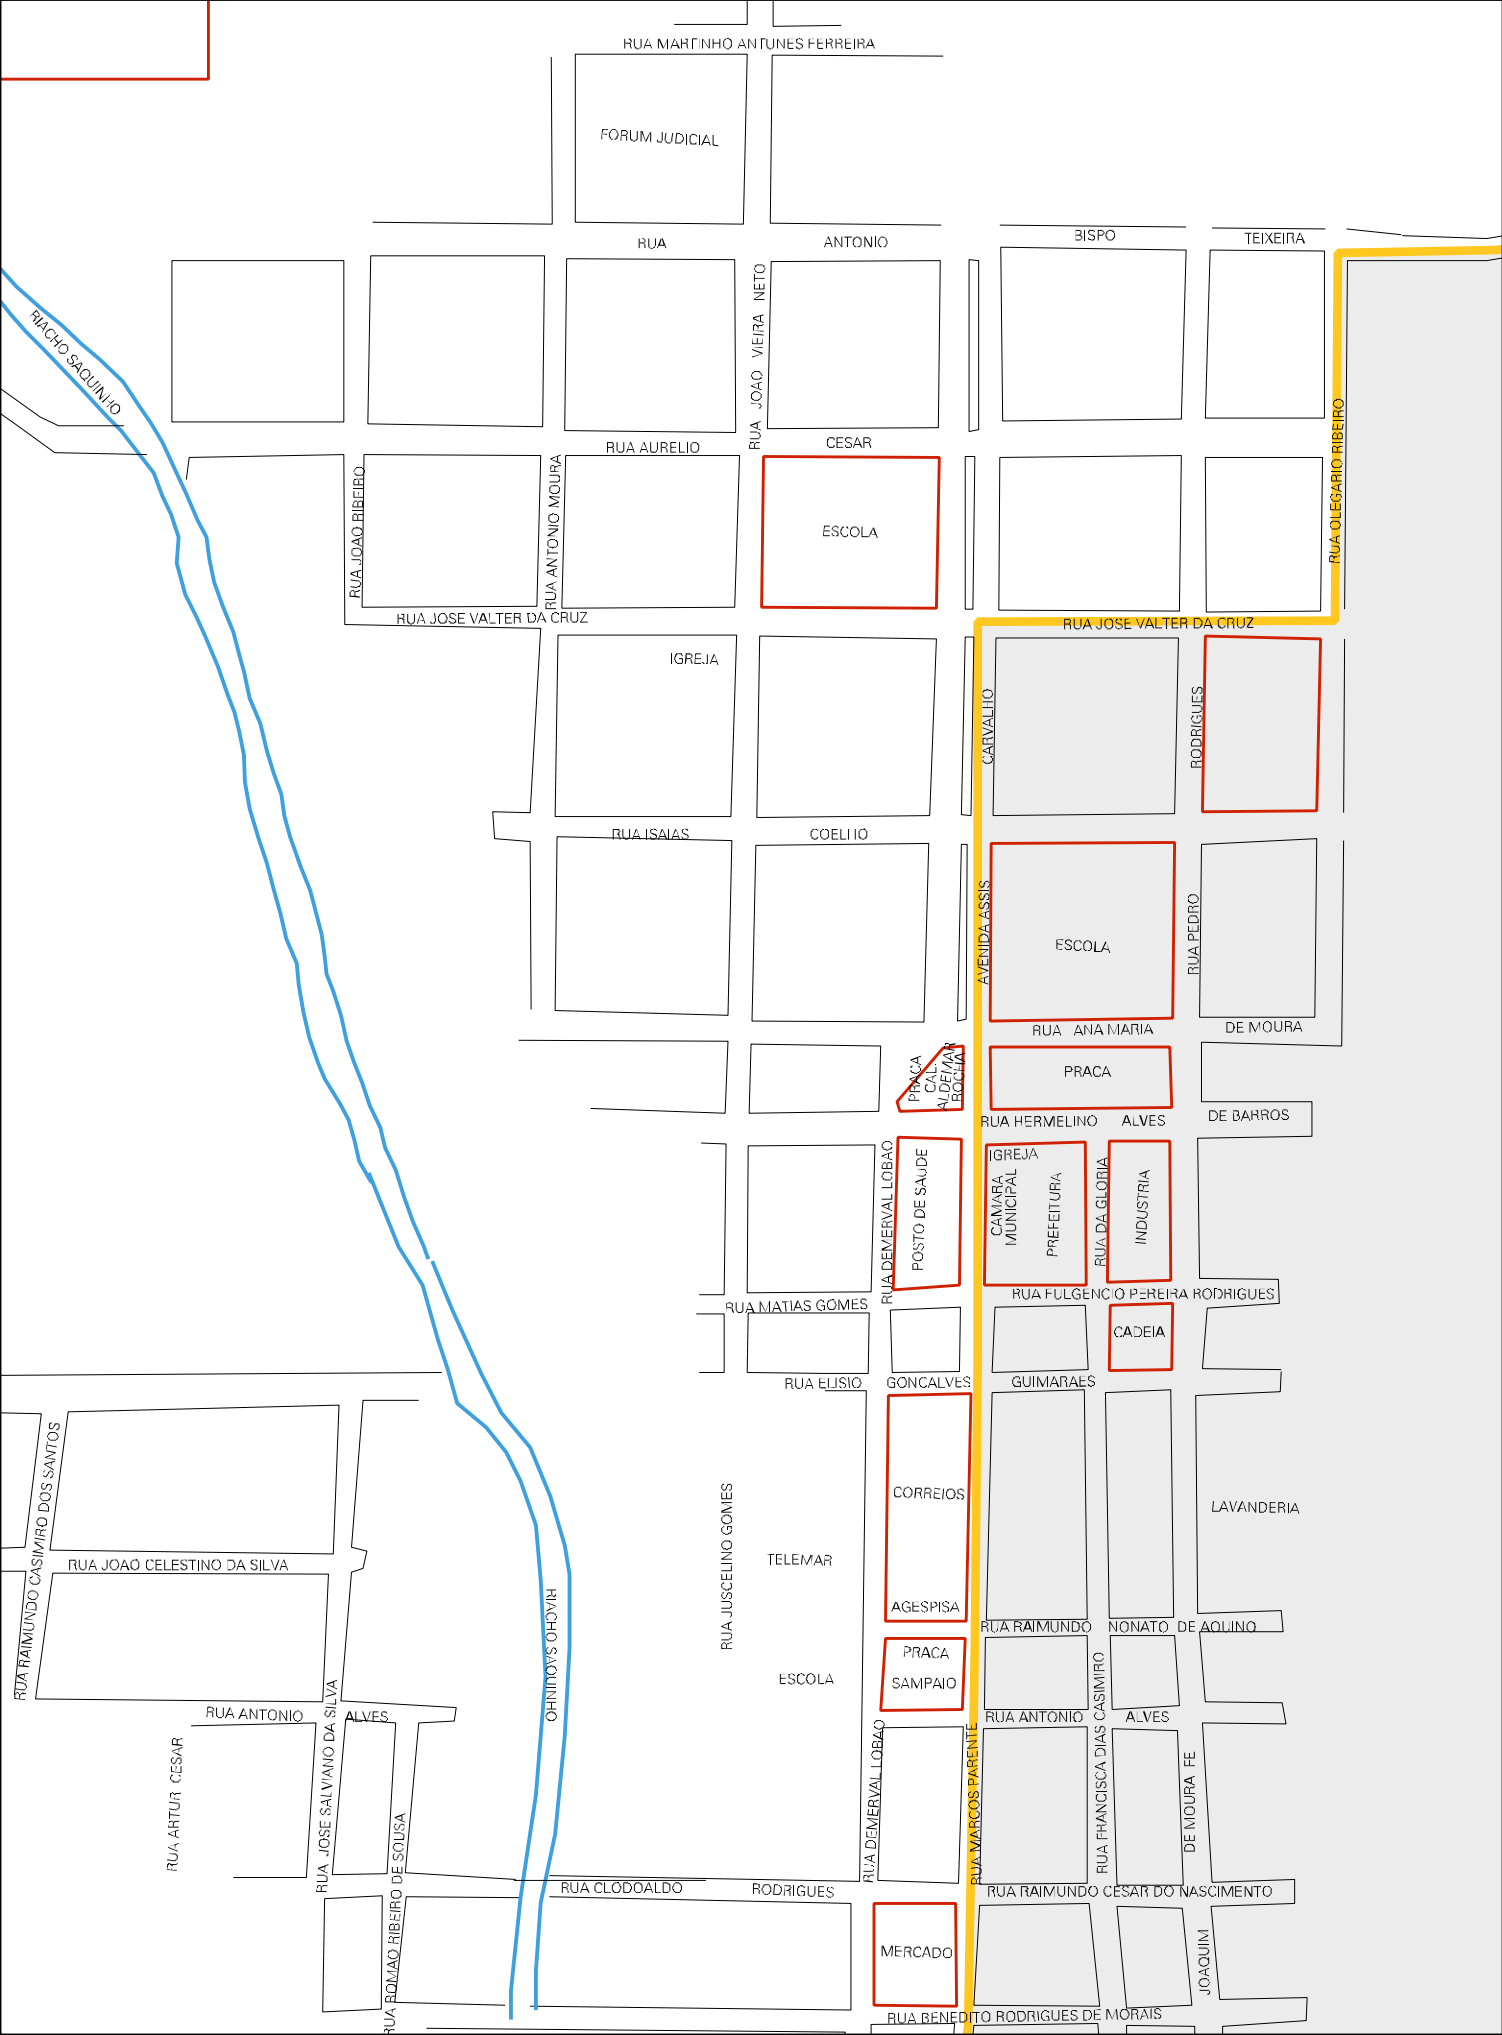 RUA MARTINHO ANTUNES FERREIRA
FORUM JUDICIAL
RUA ANTONIO BISPO TEIXEIRA
RIACHO SAQUINHO
RUA JOAO VIEIRA NETO
RUA AURELIO CESAR
RUA OLEGARIO RIBEIRO
RUA JOAO RIBEIRO
RUA ANTONIO MOURA
ESCOLA
RUA JOSE VALTER DA CRUZ
RUA JOSE VALTER DA CRUZ
IGREJA
AVENIDA ASSIS CARVALHO
RUA PEDRO RODRIGUES
RUA ISAIAS COELHO
ESCOLA
RUA ANA MARIA DE MOURA
PRACA
CAL.
ALDEMAR
ROCHA
PRACA
RUA HERMELINO ALVES DE BARROS
RUA DEMERVAL LOBAO
POSTO DE SAUDE
IGREJA
CAMARA
MUNICIPAL
PREFEITURA
RUA DA GLORIA
INDUSTRIA
RUA FULGENCIO PEREIRA RODRIGUES
RUA MATIAS GOMES
CADEIA
RUA ELISIO GONCALVES GUIMARAES
RUA RAIMUNDO CASIMIRO DOS SANTOS
CORREIOS
LAVANDERIA
RUA JUSCELINO GOMES
TELEMAR
RUA JOAO CELESTINO DA SILVA
RIACHO SAQUINHO
AGESPISA
RUA RAIMUNDO NONATO DE AQUINO
PRACA
SAMPAIO
ESCOLA
RUA ANTONIO ALVES
RUA ANTONIO ALVES
RUA ARTUR CESAR
RUA JOSE SALVIANO DA SILVA
RUA ROMAO RIBEIRO DE SOUSA
RUA DEMERVAL LOBAO
RUA MARCOS PARENTE
RUA FRANCISCA DIAS CASIMIRO
JOAQUIM DE MOURA FE
RUA CLODOALDO RODRIGUES
RUA RAIMUNDO CESAR DO NASCIMENTO
MERCADO
RUA BENEDITO RODRIGUES DE MORAIS